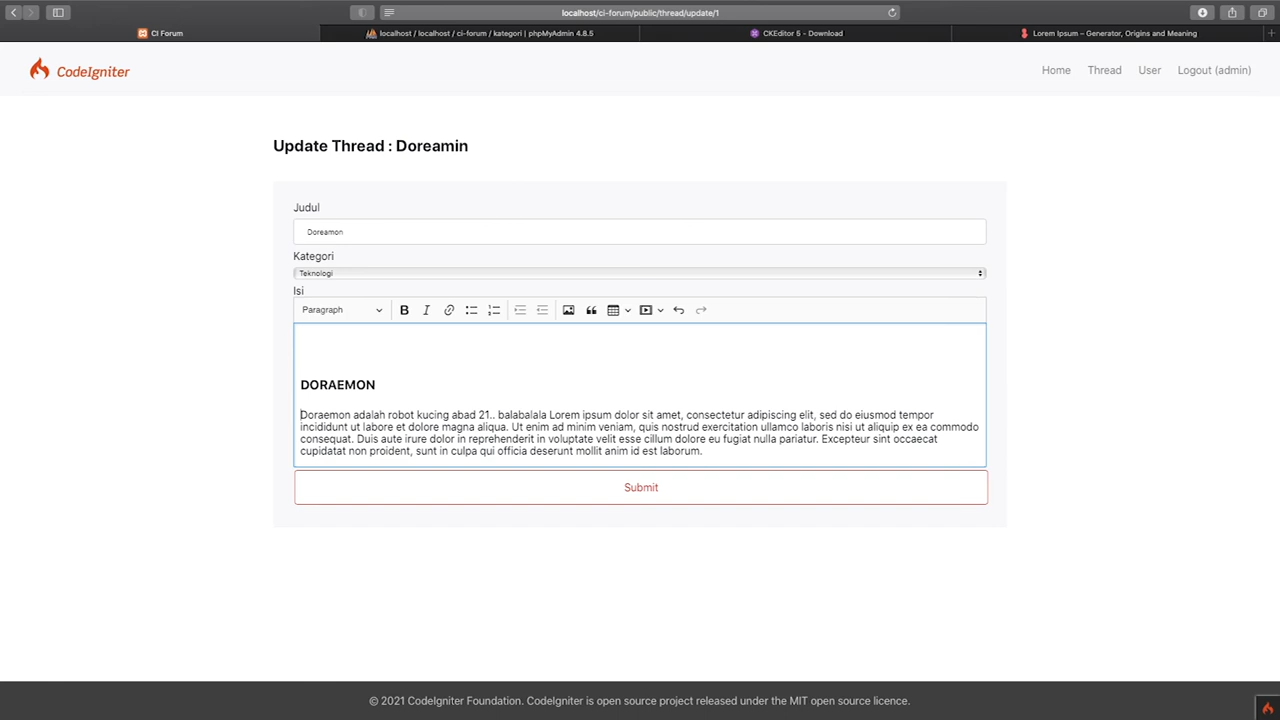 localhost/ci-forum/public/thread/update/1
CI Forum
localhost / localhost / ci-forum / kategori | phpMyAdmin 4.8.5
CKEditor 5 - Download
Lorem Ipsum – Generator, Origins and Meaning
CodeIgniter
Home Thread User Logout (admin)
Update Thread : Doreamin
Judul
Doreamon
Kategori
Teknologi
Isi
Paragraph
DORAEMON
Doraemon adalah robot kucing abad 21.. balabalala Lorem ipsum dolor sit amet, consectetur adipiscing elit, sed do eiusmod tempor
incididunt ut labore et dolore magna aliqua. Ut enim ad minim veniam, quis nostrud exercitation ullamco laboris nisi ut aliquip ex ea commodo
consequat. Duis aute irure dolor in reprehenderit in voluptate velit esse cillum dolore eu fugiat nulla pariatur. Excepteur sint occaecat
cupidatat non proident, sunt in culpa qui officia deserunt mollit anim id est laborum.
Submit
© 2021 CodeIgniter Foundation. CodeIgniter is open source project released under the MIT open source licence.